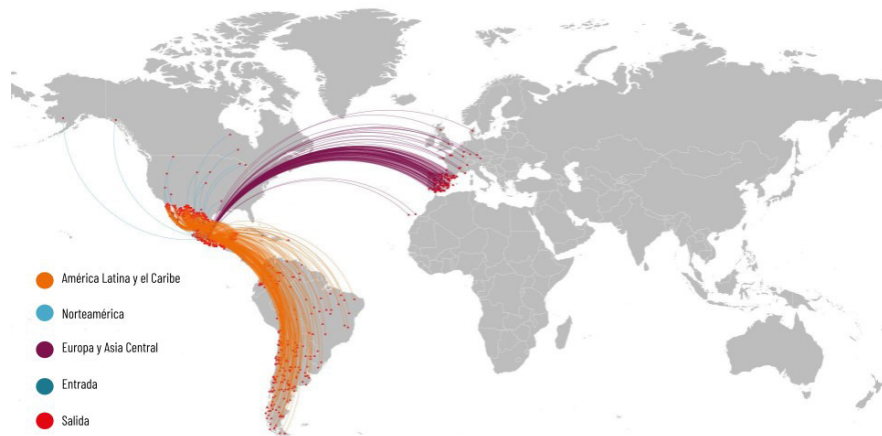 América Latina y el Caribe
Norteamérica
Europa y Asia Central
Entrada
Salida